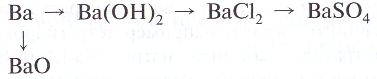 Ba → Ba(OH)₂ → BaCl₂ → BaSO₄
↓
BaO